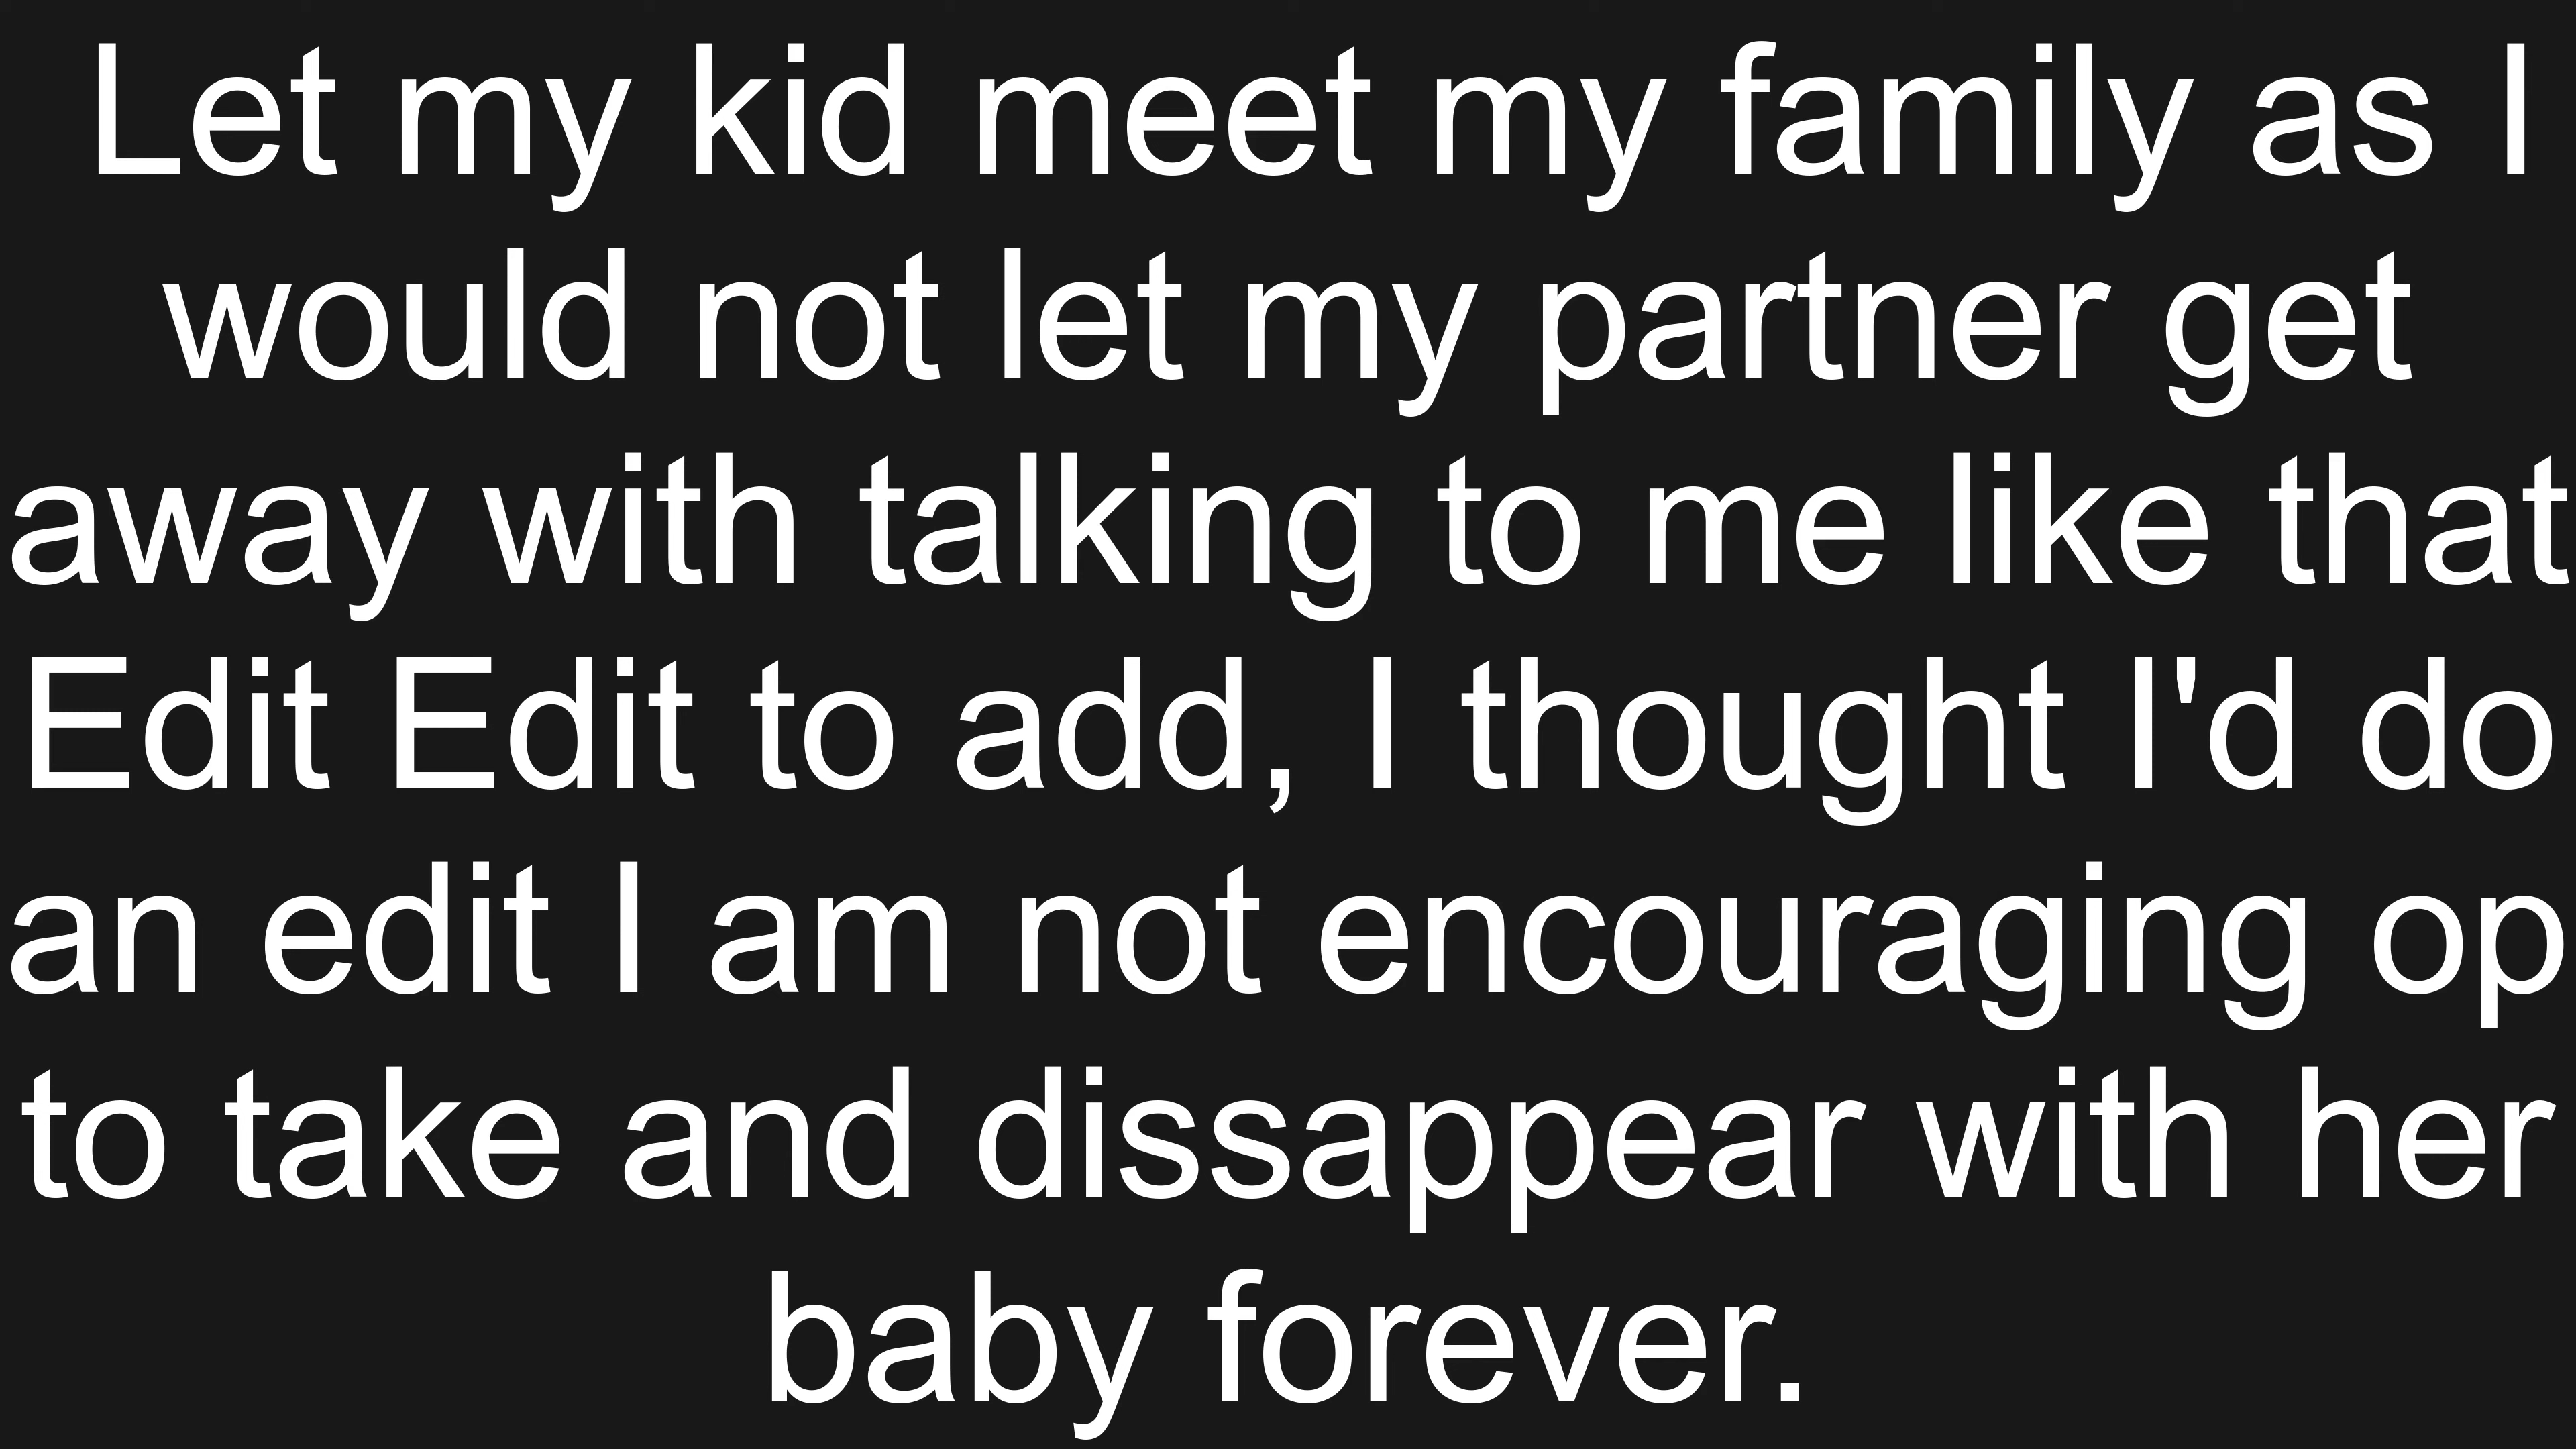 Let my kid meet my family as I
would not let my partner get
away with talking to me like that
Edit Edit to add, I thought I'd do
an edit I am not encouraging op
to take and dissappear with her
baby forever.